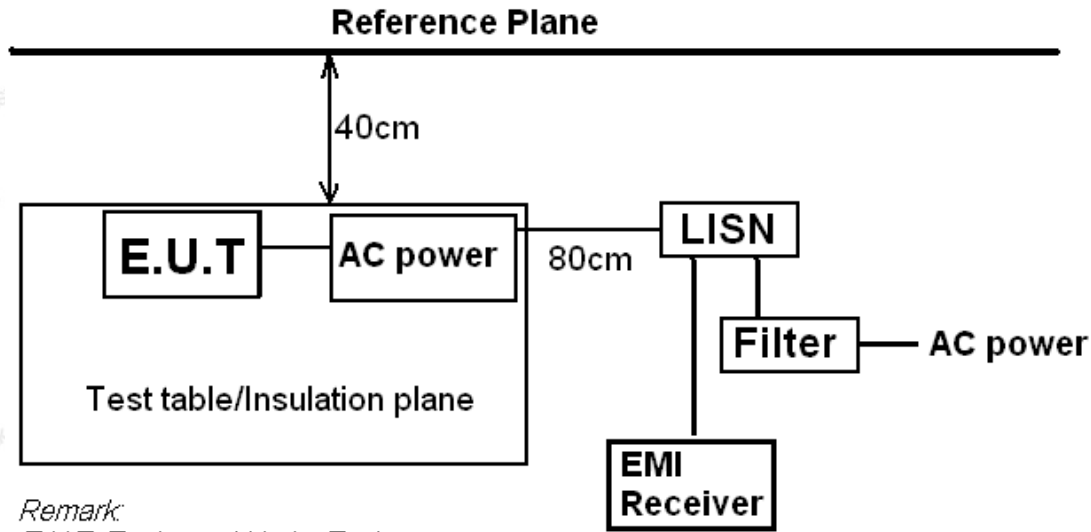 Reference Plane
40cm
E.U.T
AC power
80cm
LISN
Filter
AC power
Test table/Insulation plane
EMI
Receiver
Remark: